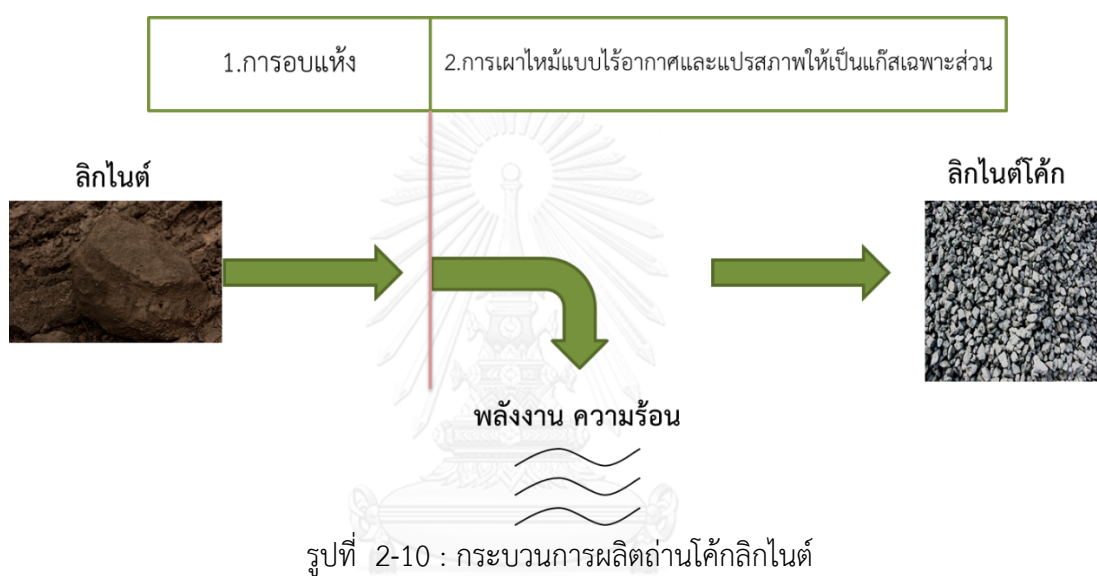 1.การอบแห้ง
2.การเผาไหม้แบบไร้อากาศและแปรสภาพให้เป็นแก๊สเฉพาะส่วน
ลิกไนต์
ลิกไนต์โค้ก
พลังงาน ความร้อน
รูปที่ 2-10 : กระบวนการผลิตถ่านโค้กลิกไนต์